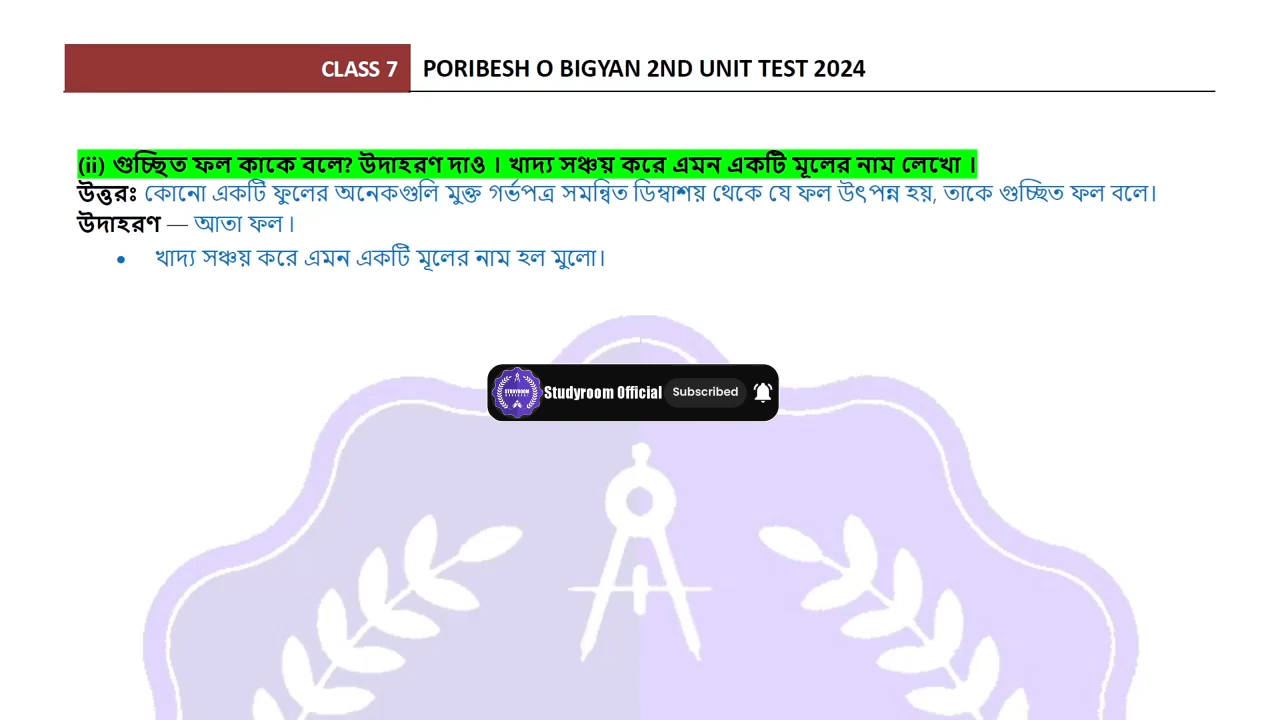 CLASS 7 PORIBESH O BIGYAN 2ND UNIT TEST 2024
(ii) গুচ্ছিত ফল কাকে বলে? উদাহরণ দাও । খাদ্য সঞ্চয় করে এমন একটি মূলের নাম লেখো ।
উত্তরঃ কোনো একটি ফুলের অনেকগুলি মুক্ত গর্ভপত্র সমন্বিত ডিম্বাশয় থেকে যে ফল উৎপন্ন হয়, তাকে গুচ্ছিত ফল বলে।
উদাহরণ — আতা ফল।
• খাদ্য সঞ্চয় করে এমন একটি মূলের নাম হল মুলো।
STUDYROOM
Studyroom Official Subscribed